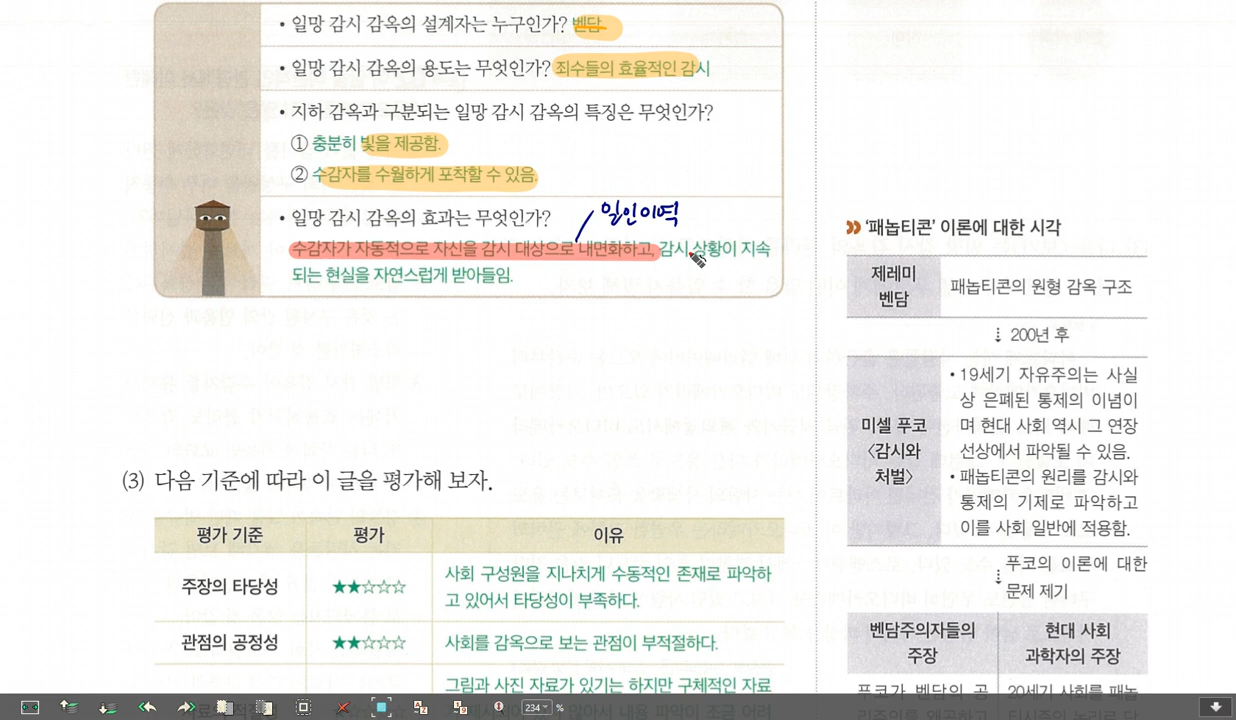 • 일망 감시 감옥의 설계자는 누구인가? 벤담.
• 일망 감시 감옥의 용도는 무엇인가? 죄수들의 효율적인 감시
• 지하 감옥과 구분되는 일망 감시 감옥의 특징은 무엇인가?
① 충분히 빛을 제공함.
② 수감자를 수월하게 포착할 수 있음.
• 일망 감시 감옥의 효과는 무엇인가?
일인이역
수감자가 자동적으로 자신을 감시 대상으로 내면화하고, 감시 상황이 지속
되는 현실을 자연스럽게 받아들임.
(3) 다음 기준에 따라 이 글을 평가해 보자.
평가 기준 평가 이유
주장의 타당성 ★★☆☆☆ 사회 구성원을 지나치게 수동적인 존재로 파악하
고 있어서 타당성이 부족하다.
관점의 공정성 ★★☆☆☆ 사회를 감옥으로 보는 관점이 부적절하다.
그림과 사진 자료가 있기는 하지만 구체적인 자료
'패놉티콘' 이론에 대한 시각
제레미
벤담
패놉티콘의 원형 감옥 구조
200년 후
미셸 푸코
〈감시와
처벌〉
• 19세기 자유주의는 사실
상 은폐된 통제의 이념이
며 현대 사회 역시 그 연장
선상에서 파악될 수 있음.
• 패놉티콘의 원리를 감시와
통제의 기제로 파악하고
이를 사회 일반에 적용함.
푸코의 이론에 대한
문제 제기
벤담주의자들의
주장
현대 사회
과학자의 주장
푸코가 벤담의 공
20세기 사회를 패놉
234 %